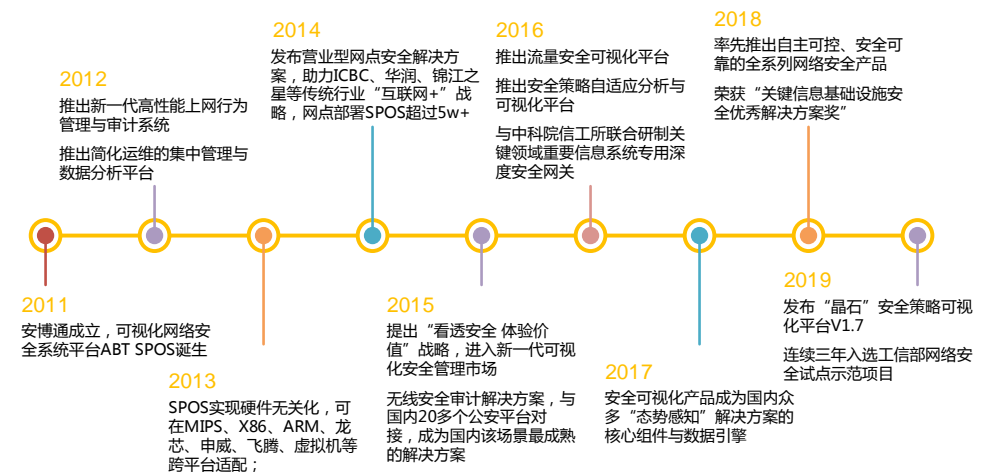 2011
安博通成立，可视化网络安
全系统平台ABT SPOS诞生
2012
推出新一代高性能上网行为
管理与审计系统
推出简化运维的集中管理与
数据分析平台
2013
SPOS实现硬件无关化，可
在MIPS、X86、ARM、龙
芯、申威、飞腾、虚拟机等
跨平台适配；
2014
发布营业型网点安全解决方
案，助力ICBC、华润、锦江之
星等传统行业“互联网+”战
略，网点部署SPOS超过5w+
2015
提出“看透安全 体验价
值”战略，进入新一代可视
化安全管理市场
无线安全审计解决方案，与
国内20多个公安平台对
接，成为国内该场景最成熟
的解决方案
2016
推出流量安全可视化平台
推出安全策略自适应分析与
可视化平台
与中科院信工所联合研制关
键领域重要信息系统专用深
度安全网关
2017
安全可视化产品成为国内众
多“态势感知”解决方案的
核心组件与数据引擎
2018
率先推出自主可控、安全可
靠的全系列网络安全产品
荣获“关键信息基础设施安
全优秀解决方案奖”
2019
发布“晶石”安全策略可视
化平台V1.7
连续三年入选工信部网络安
全试点示范项目